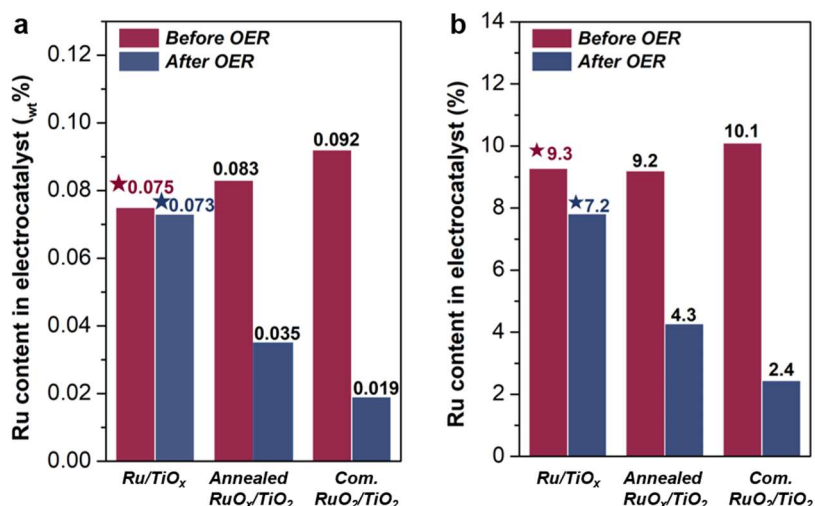 a
Ru content in electrocatalyst (wt%)
0.12
0.10
0.08
0.06
0.04
0.02
0.00
Before OER
After OER
★0.075
★0.073
0.083
0.035
0.092
0.019
Ru/TiOx
Annealed
RuOx/TiO2
Com.
RuO2/TiO2
b
Ru content in electrocatalyst (%)
14
12
10
8
6
4
2
0
Before OER
After OER
★9.3
★7.2
9.2
4.3
10.1
2.4
Ru/TiOx
Annealed
RuOx/TiO2
Com.
RuO2/TiO2